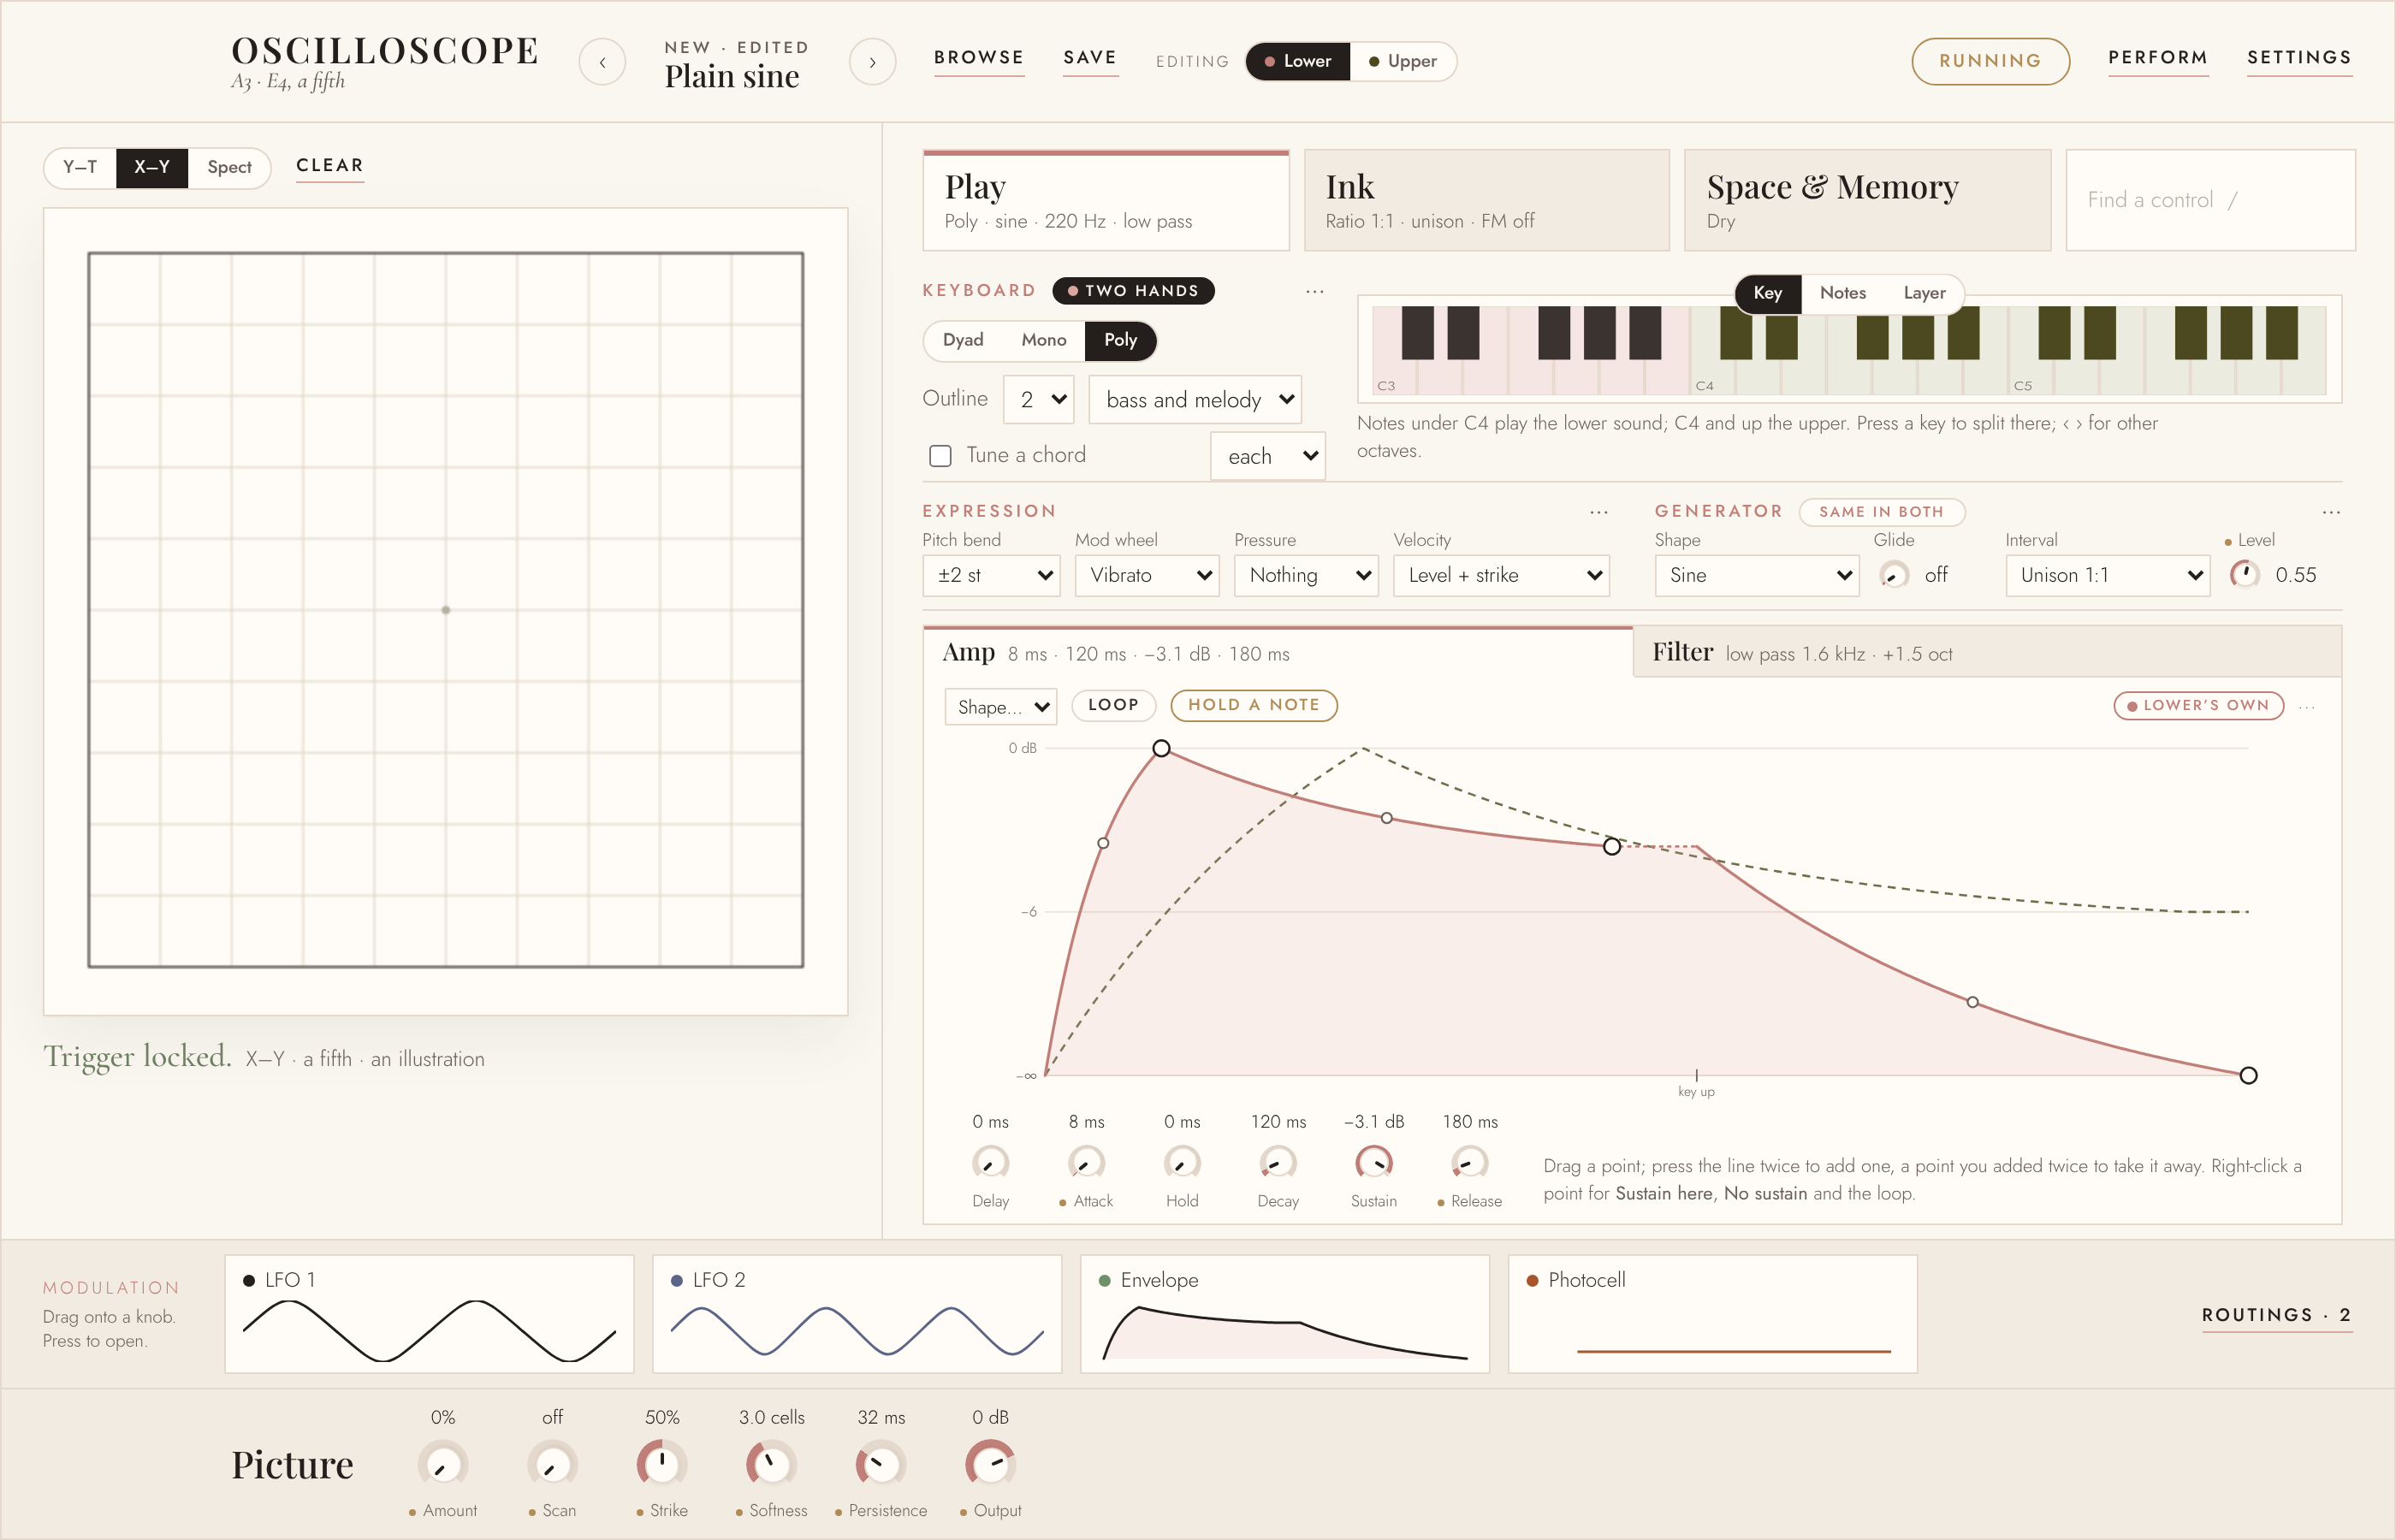 OSCILLOSCOPE
A3 · E4, a fifth
‹
NEW · EDITED
Plain sine
›
BROWSE
SAVE
EDITING
Lower
Upper
RUNNING
PERFORM
SETTINGS
Y–T
X–Y
Spect
CLEAR
Trigger locked. X–Y · a fifth · an illustration
Play
Poly · sine · 220 Hz · low pass
Ink
Ratio 1:1 · unison · FM off
Space & Memory
Dry
Find a control /
KEYBOARD
TWO HANDS
···
Dyad
Mono
Poly
Outline
2
bass and melody
Tune a chord
each
Key
Notes
Layer
C3
C4
C5
Notes under C4 play the lower sound; C4 and up the upper. Press a key to split there; ‹ › for other
octaves.
EXPRESSION
···
Pitch bend
Mod wheel
Pressure
Velocity
±2 st
Vibrato
Nothing
Level + strike
GENERATOR
SAME IN BOTH
···
Shape
Glide
Interval
Level
Sine
off
Unison 1:1
0.55
Amp 8 ms · 120 ms · −3.1 dB · 180 ms
Filter low pass 1.6 kHz · +1.5 oct
Shape...
LOOP
HOLD A NOTE
LOWER’S OWN
···
0 dB
−6
−∞
key up
0 ms
8 ms
0 ms
120 ms
−3.1 dB
180 ms
Delay
Attack
Hold
Decay
Sustain
Release
Drag a point; press the line twice to add one, a point you added twice to take it away. Right-click a
point for Sustain here, No sustain and the loop.
MODULATION
Drag onto a knob.
Press to open.
LFO 1
LFO 2
Envelope
Photocell
ROUTINGS · 2
Picture
0%
off
50%
3.0 cells
32 ms
0 dB
Amount
Scan
Strike
Softness
Persistence
Output